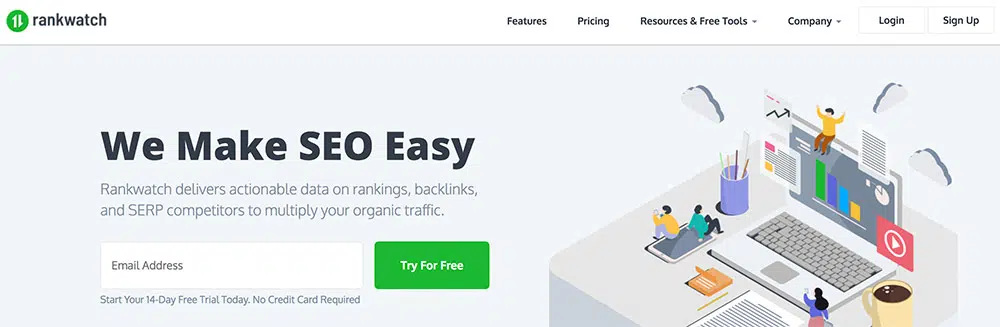 rankwatch
Features
Pricing
Resources & Free Tools
Company
Login
Sign Up
We Make SEO Easy
Rankwatch delivers actionable data on rankings, backlinks,
and SERP competitors to multiply your organic traffic.
Email Address
Try For Free
Start Your 14-Day Free Trial Today. No Credit Card Required